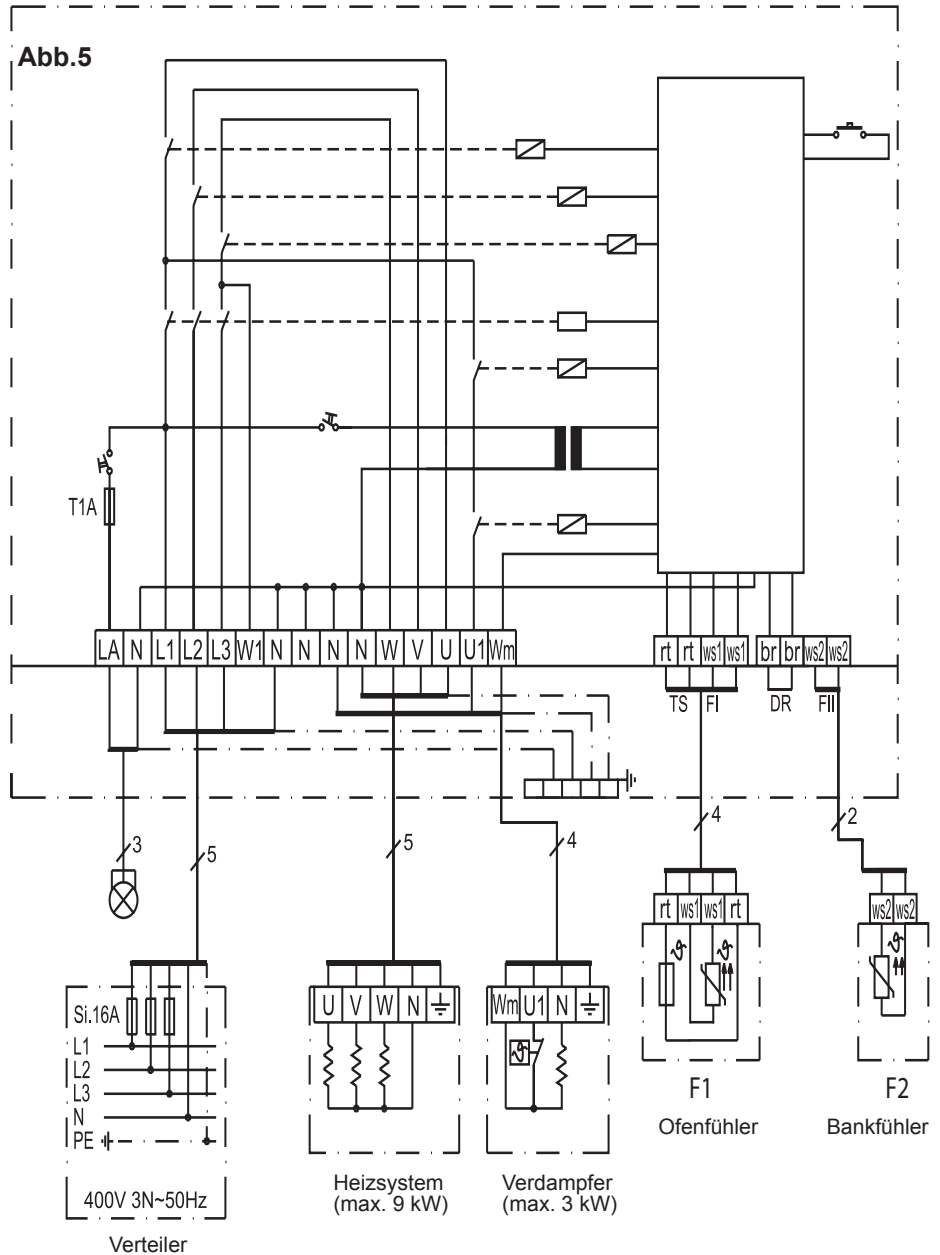 Abb.5
T1A
LA N L1 L2 L3 W1 N N N N W V U U1 Wm
rt rt ws1 ws1 br br ws2 ws2
TS FI DR FII
3 5 5 4 4 2
rt ws1 ws1 rt
ws2 ws2
ϑ ϑ
U V W N
Wm U1 N
ϑ
Si.16A
L1
L2
L3
N
PE
400V 3N~50Hz
Verteiler
Heizsystem
(max. 9 kW)
Verdampfer
(max. 3 kW)
F1
Ofenfühler
F2
Bankfühler